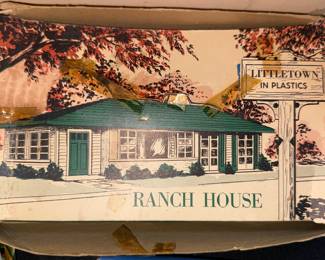 LITTLETOWN
IN PLASTICS
RANCH HOUSE